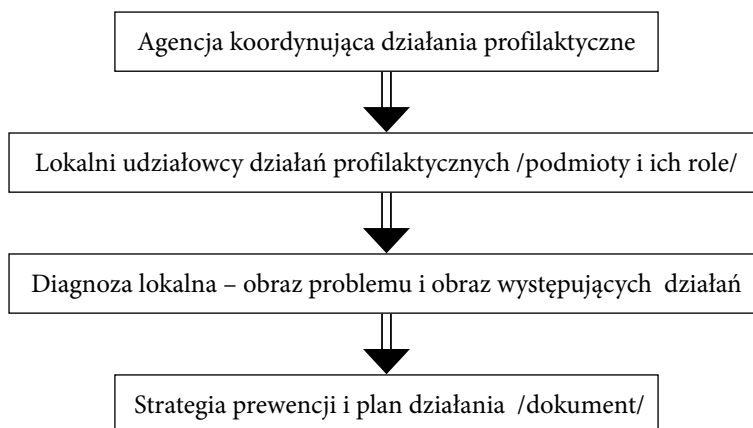 Agencja koordynująca działania profilaktyczne
Lokalni udziałowcy działań profilaktycznych /podmioty i ich role/
Diagnoza lokalna – obraz problemu i obraz występujących działań
Strategia prewencji i plan działania /dokument/